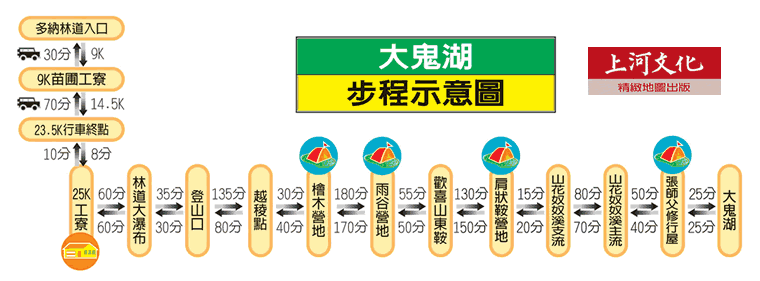 多納林道入口
30分 9K
9K苗圃工寮
70分 14.5K
23.5K行車終點
10分 8分
大鬼湖
步程示意圖
上河文化
精緻地圖出版
25K工寮
60分
60分
林道大瀑布
35分
30分
登山口
135分
80分
越稜點
30分
40分
檜木營地
180分
170分
雨谷營地
55分
50分
歡喜山東鞍
130分
150分
肩狀鞍營地
15分
20分
山花奴奴溪支流
80分
70分
山花奴奴溪主流
50分
40分
張師父修行屋
25分
25分
大鬼湖